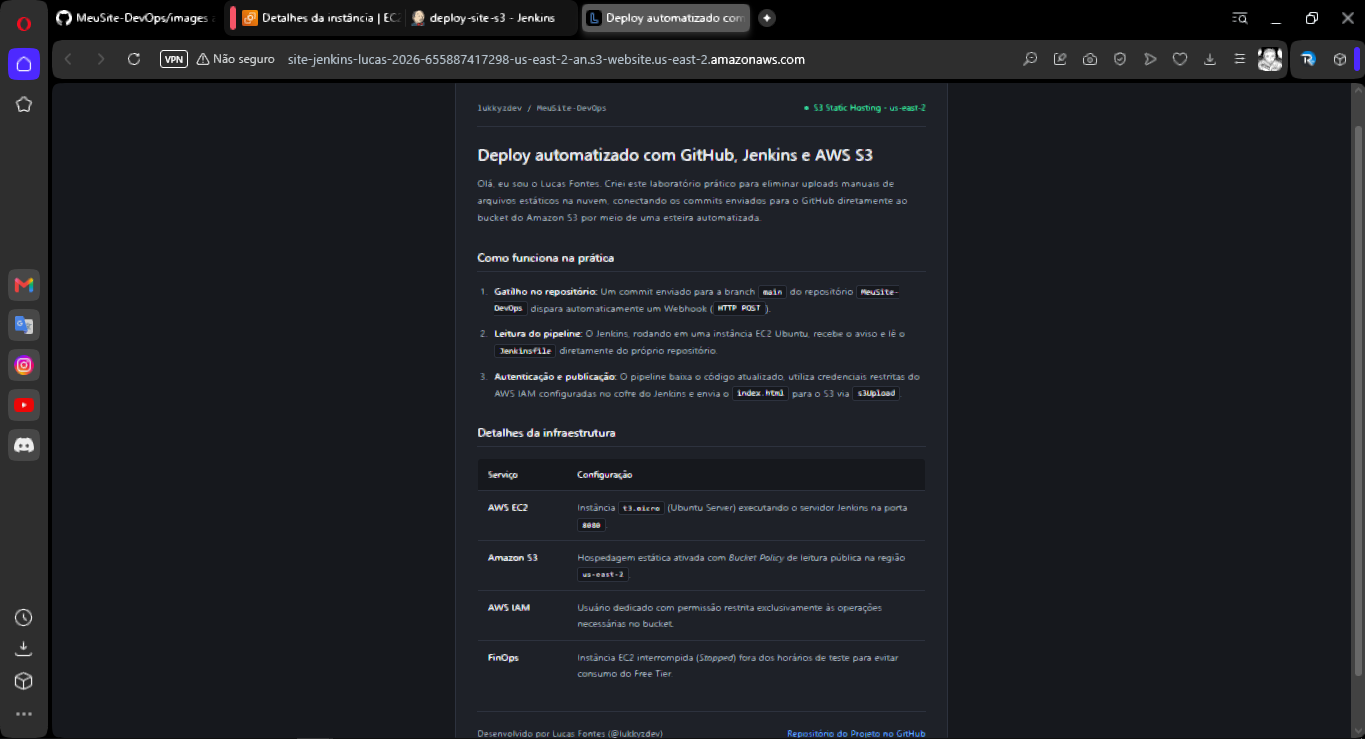 MeuSite-DevOps/images a
Detalhes da instância | EC2
deploy-site-s3 - Jenkins
Deploy automatizado com
VPN
Não seguro
site-jenkins-lucas-2026-655887417298-us-east-2-an.s3-website.us-east-2.amazonaws.com
lukkyzdev / MeuSite-DevOps
S3 Static Hosting - us-east-2
Deploy automatizado com GitHub, Jenkins e AWS S3
Olá, eu sou o Lucas Fontes. Criei este laboratório prático para eliminar uploads manuais de
arquivos estáticos na nuvem, conectando os commits enviados para o GitHub diretamente ao
bucket do Amazon S3 por meio de uma esteira automatizada.
Como funciona na prática
1. Gatilho no repositório: Um commit enviado para a branch main do repositório MeuSite-
DevOps dispara automaticamente um Webhook ( HTTP POST ).
2. Leitura do pipeline: O Jenkins, rodando em uma instância EC2 Ubuntu, recebe o aviso e lê o
Jenkinsfile diretamente do próprio repositório.
3. Autenticação e publicação: O pipeline baixa o código atualizado, utiliza credenciais restritas do
AWS IAM configuradas no cofre do Jenkins e envia o index.html para o S3 via s3Upload.
Detalhes da infraestrutura
Serviço Configuração
AWS EC2 Instância t3.micro (Ubuntu Server) executando o servidor Jenkins na porta
8080.
Amazon S3 Hospedagem estática ativada com Bucket Policy de leitura pública na região
us-east-2
AWS IAM Usuário dedicado com permissão restrita exclusivamente às operações
necessárias no bucket.
FinOps Instância EC2 interrompida (Stopped) fora dos horários de teste para evitar
consumo do Free Tier.
Desenvolvido por Lucas Fontes (@lukkyzdev)
Repositório do Projeto no GitHub